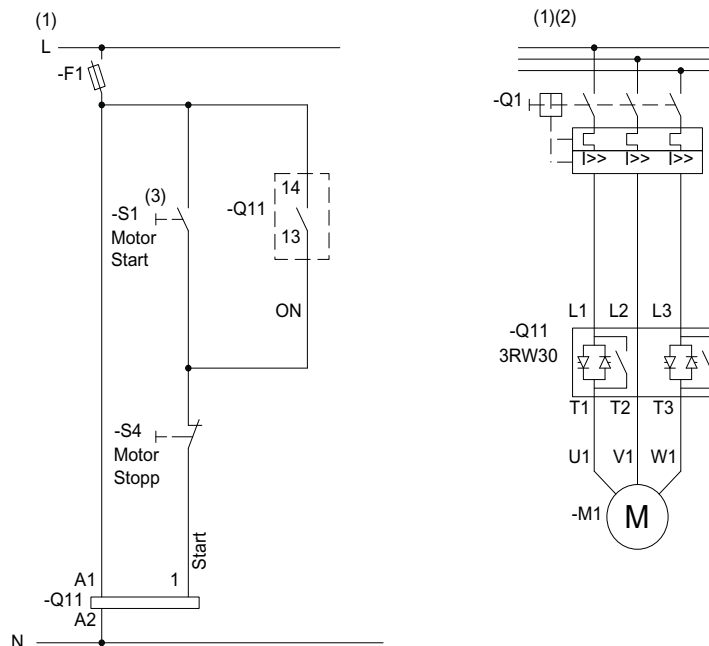 (1)
L
-F1
(3)
-S1
Motor
Start
-Q11
14
13
ON
-S4
Motor
Stopp
Start
A1
1
-Q11
A2
N
(1)(2)
-Q1
I>> I>> I>>
L1 L2 L3
-Q11
3RW30
T1 T2 T3
U1 V1 W1
-M1
M